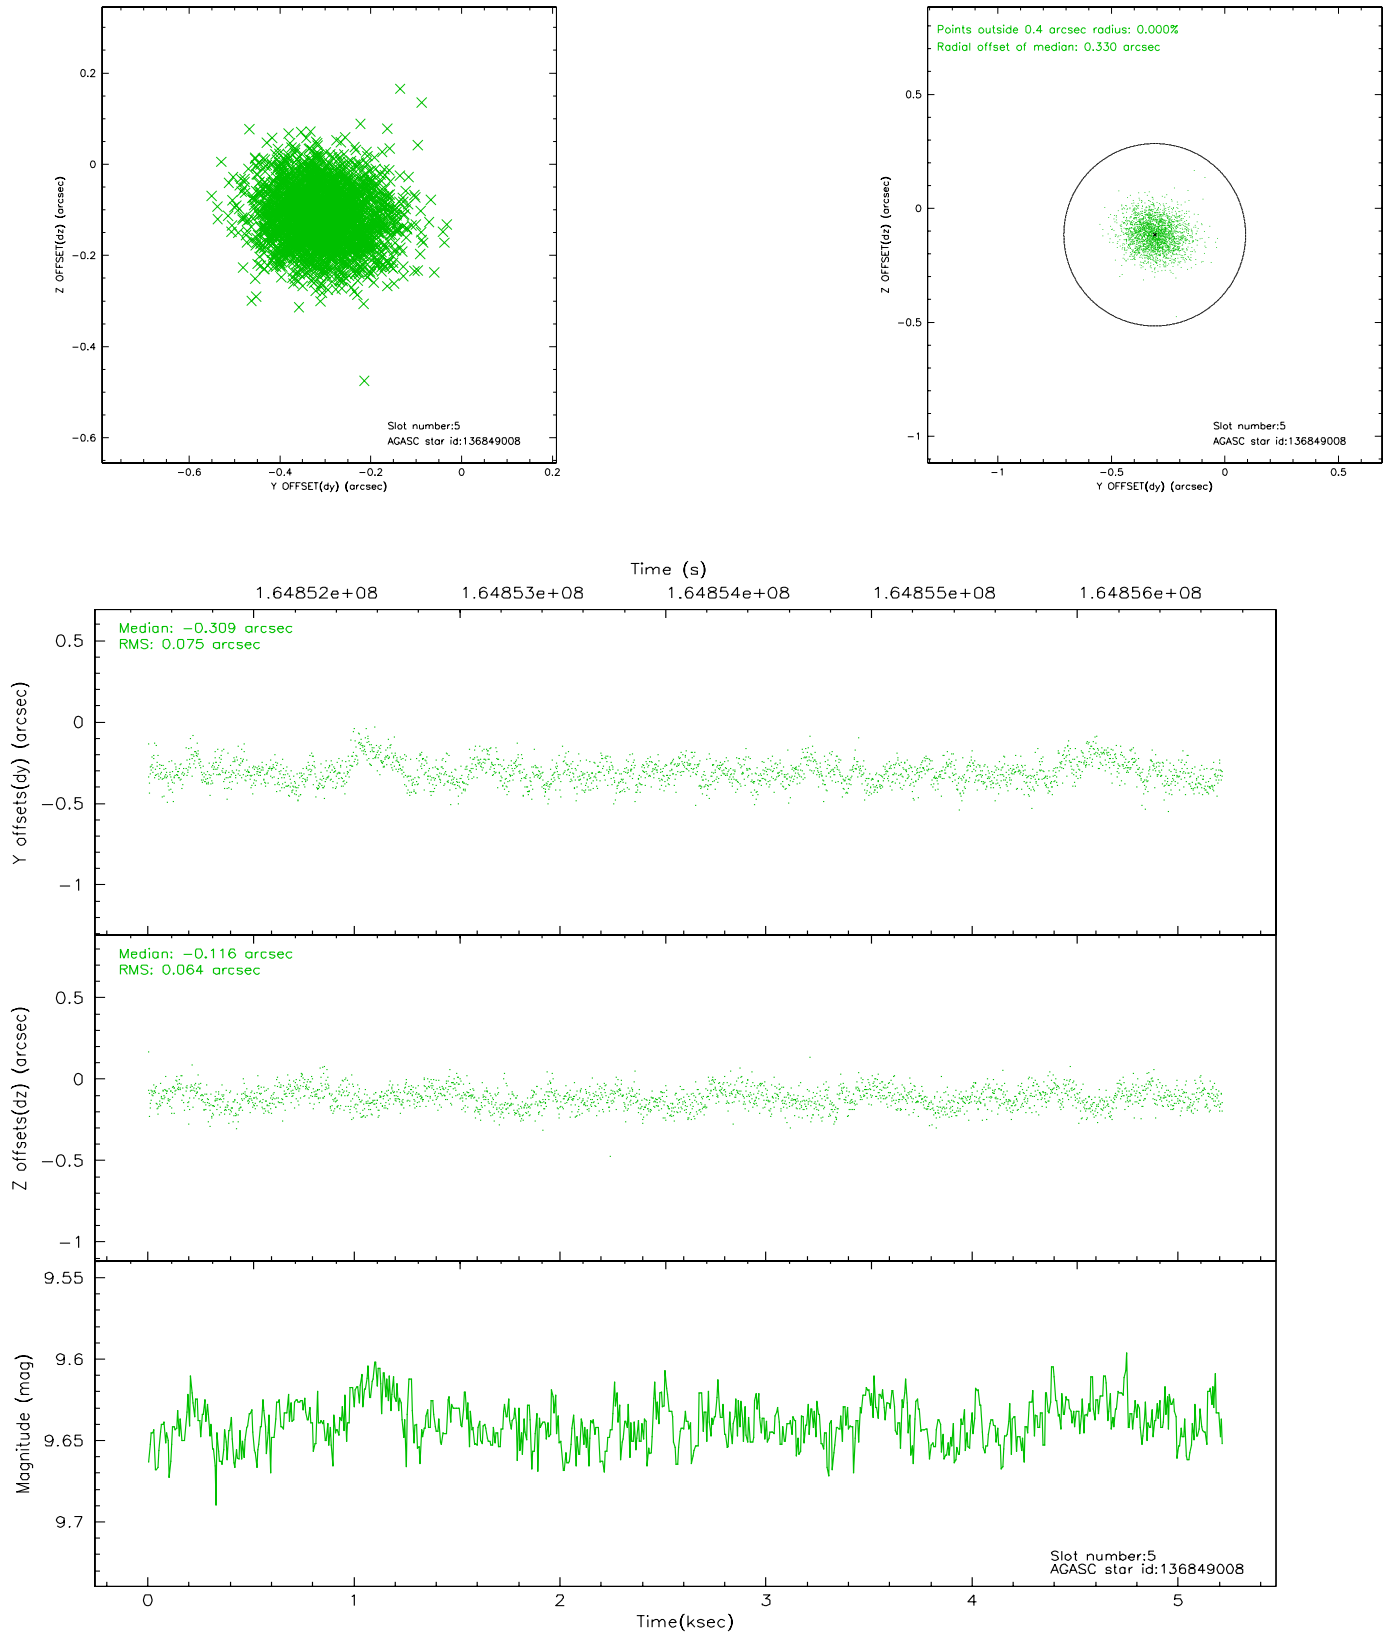 0.2
0
−0.2
−0.4
−0.6
Z OFFSET(dz) (arcsec)
Slot number:5
AGASC star id:136849008
−0.6 −0.4 −0.2 0 0.2
Y OFFSET(dy) (arcsec)
Points outside 0.4 arcsec radius: 0.000%
Radial offset of median: 0.330 arcsec
0.5
0
−0.5
−1
Z OFFSET(dz) (arcsec)
Slot number:5
AGASC star id:136849008
−1 −0.5 0 0.5
Y OFFSET(dy) (arcsec)
Time (s)
1.64852e+08 1.64853e+08 1.64854e+08 1.64855e+08 1.64856e+08
Median: −0.309 arcsec
RMS: 0.075 arcsec
0.5
0
−0.5
−1
Y offsets(dy) (arcsec)
Median: −0.116 arcsec
RMS: 0.064 arcsec
0.5
0
−0.5
−1
Z offsets(dz) (arcsec)
9.55
9.6
9.65
9.7
Magnitude (mag)
Slot number:5
AGASC star id:136849008
0 1 2 3 4 5
Time(ksec)